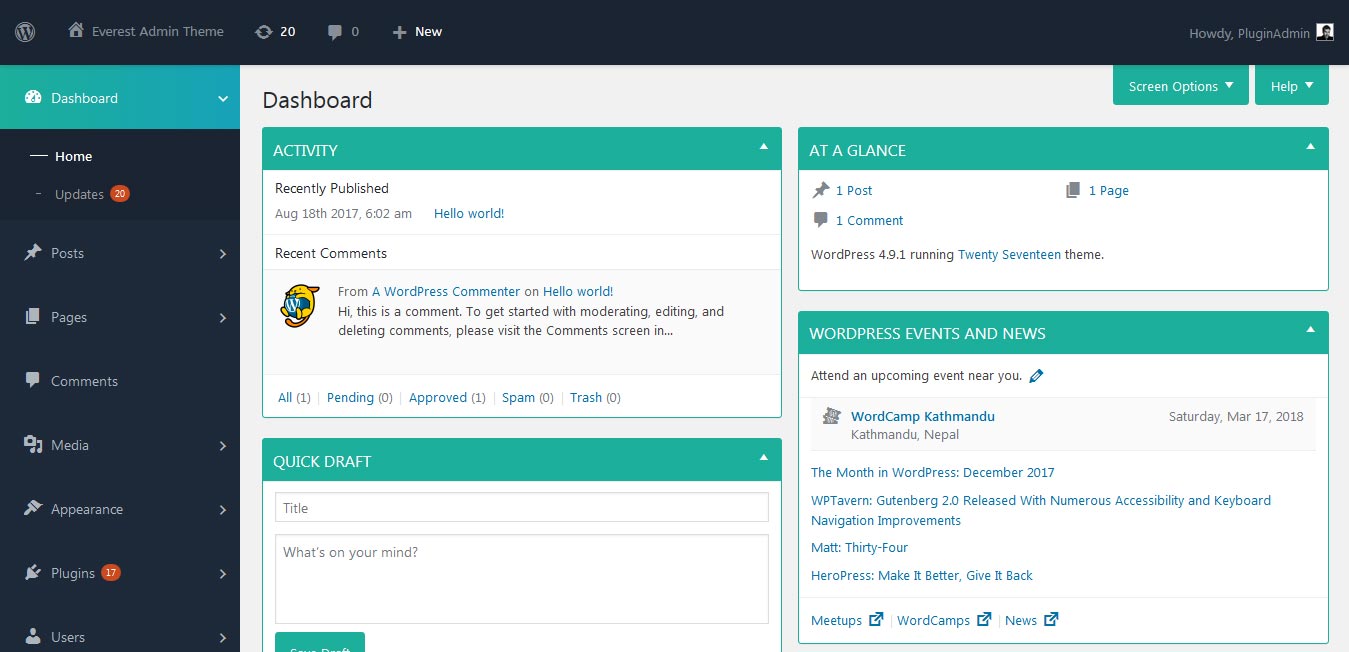 Everest Admin Theme 20 0 New Howdy, PluginAdmin
Dashboard
Home
Updates 20
Posts
Pages
Comments
Media
Appearance
Plugins 17
Users
Screen Options Help
Dashboard
ACTIVITY
Recently Published
Aug 18th 2017, 6:02 am Hello world!
Recent Comments
From A WordPress Commenter on Hello world!
Hi, this is a comment. To get started with moderating, editing, and
deleting comments, please visit the Comments screen in...
All (1) | Pending (0) | Approved (1) | Spam (0) | Trash (0)
QUICK DRAFT
Title
What's on your mind?
Save Draft
AT A GLANCE
1 Post 1 Page
1 Comment
WordPress 4.9.1 running Twenty Seventeen theme.
WORDPRESS EVENTS AND NEWS
Attend an upcoming event near you.
WordCamp Kathmandu Saturday, Mar 17, 2018
Kathmandu, Nepal
The Month in WordPress: December 2017
WPTavern: Gutenberg 2.0 Released With Numerous Accessibility and Keyboard
Navigation Improvements
Matt: Thirty-Four
HeroPress: Make It Better, Give It Back
Meetups | WordCamps | News